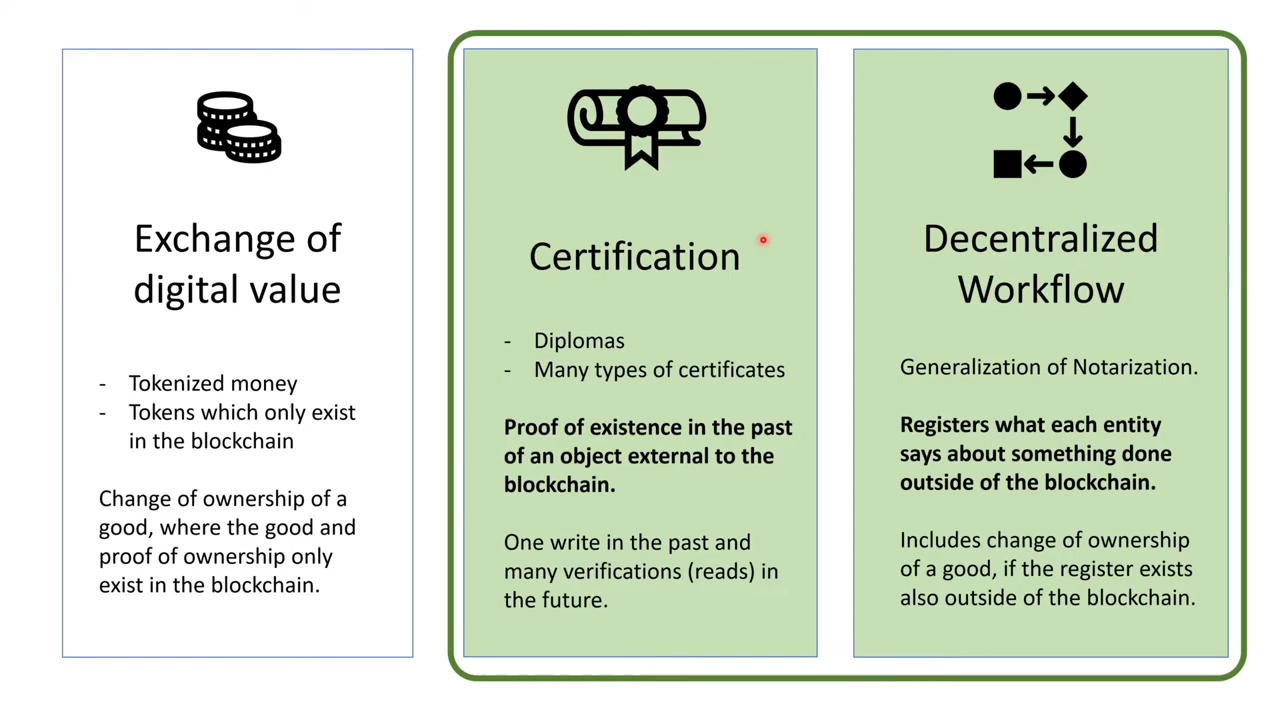 Exchange of
digital value
- Tokenized money
- Tokens which only exist
in the blockchain
Change of ownership of a
good, where the good and
proof of ownership only
exist in the blockchain.
Certification
- Diplomas
- Many types of certificates
Proof of existence in the past
of an object external to the
blockchain.
One write in the past and
many verifications (reads) in
the future.
Decentralized
Workflow
Generalization of Notarization.
Registers what each entity
says about something done
outside of the blockchain.
Includes change of ownership
of a good, if the register exists
also outside of the blockchain.